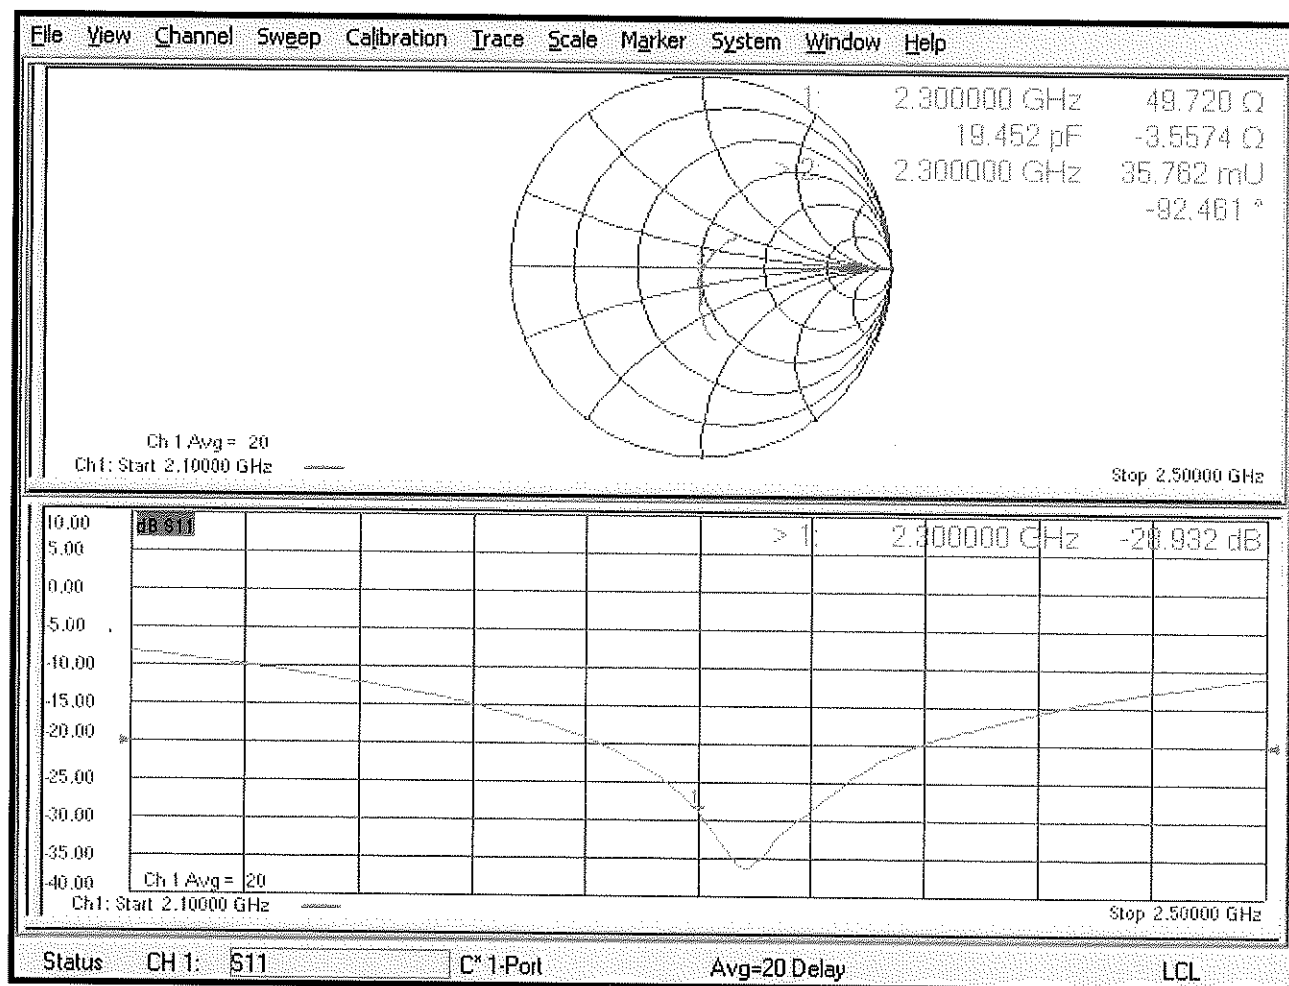 File View Channel Sweep Calibration Trace Scale Marker System Window Help
1: 2.300000 GHz 49.720 Ω
19.452 pF -3.5574 Ω
> 2: 2.300000 GHz 35.762 mU
-92.461 °
Ch 1 Avg = 20
Ch1: Start 2.10000 GHz
Stop 2.50000 GHz
10.00
dB S11
> 1: 2.300000 GHz -28.932 dB
5.00
0.00
-5.00
-10.00
-15.00
-20.00
-25.00
1
-30.00
-35.00
-40.00
Ch 1 Avg = 20
Ch1: Start 2.10000 GHz
Stop 2.50000 GHz
Status CH 1: S11 C* 1-Port Avg=20 Delay LCL